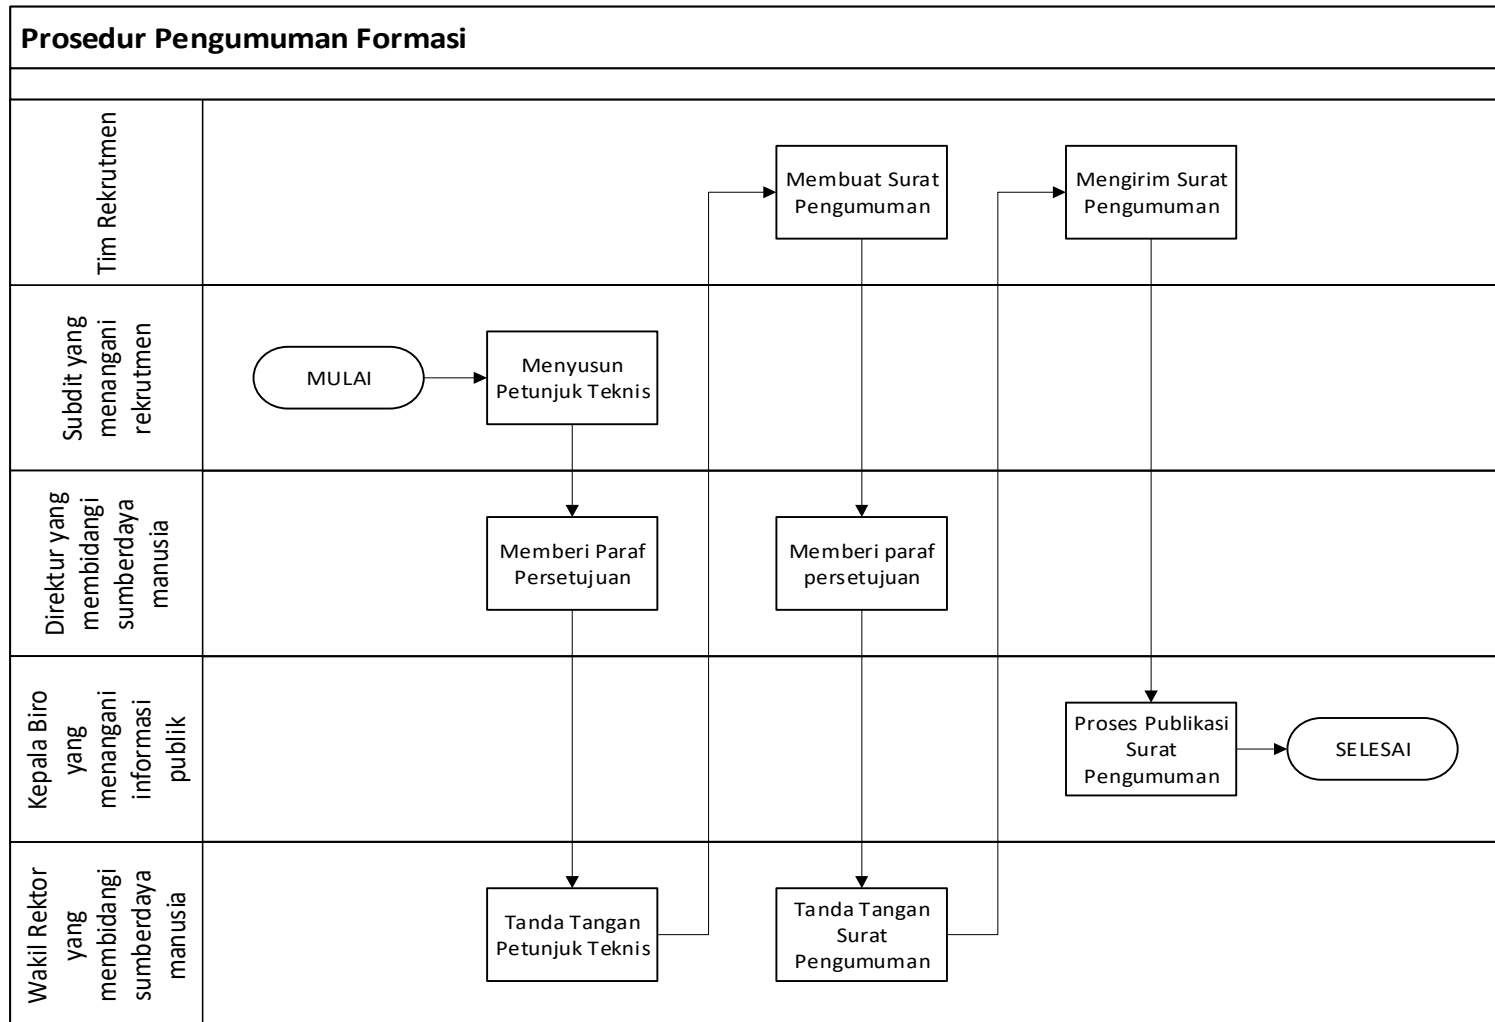 Prosedur Pengumuman Formasi
Tim Rekrutmen
Membuat Surat
Pengumuman
Mengirim Surat
Pengumuman
Subdit yang
menangani
rekrutmen
MULAI
Menyusun
Petunjuk Teknis
Direktur yang
membidangi
sumberdaya
manusia
Memberi Paraf
Persetujuan
Memberi paraf
persetujuan
Kepala Biro
yang
menangani
informasi
publik
Proses Publikasi
Surat
Pengumuman
SELESAI
Wakil Rektor
yang
membidangi
sumberdaya
manusia
Tanda Tangan
Petunjuk Teknis
Tanda Tangan
Surat
Pengumuman